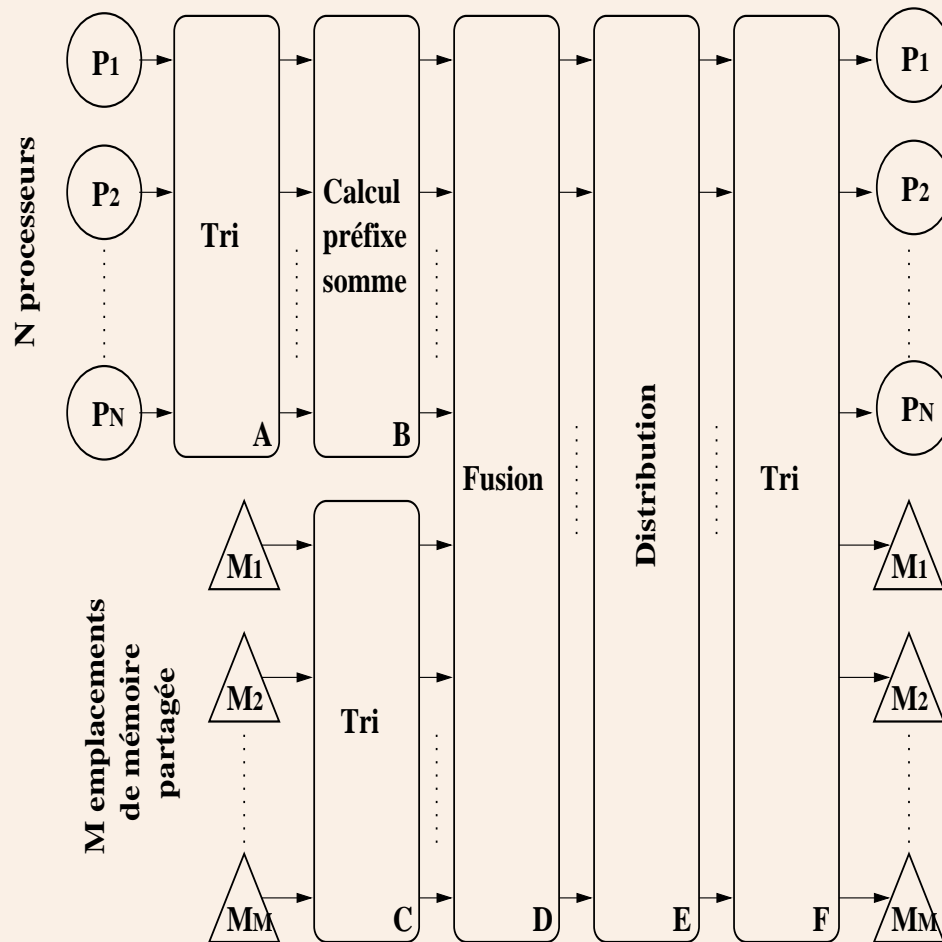 N processeurs
P1
P2
PN
M emplacements
de mémoire
partagée
M1
M2
MM
Tri
A
Calcul
préfixe
somme
B
Tri
C
Fusion
D
Distribution
E
Tri
F
P1
P2
PN
M1
M2
MM